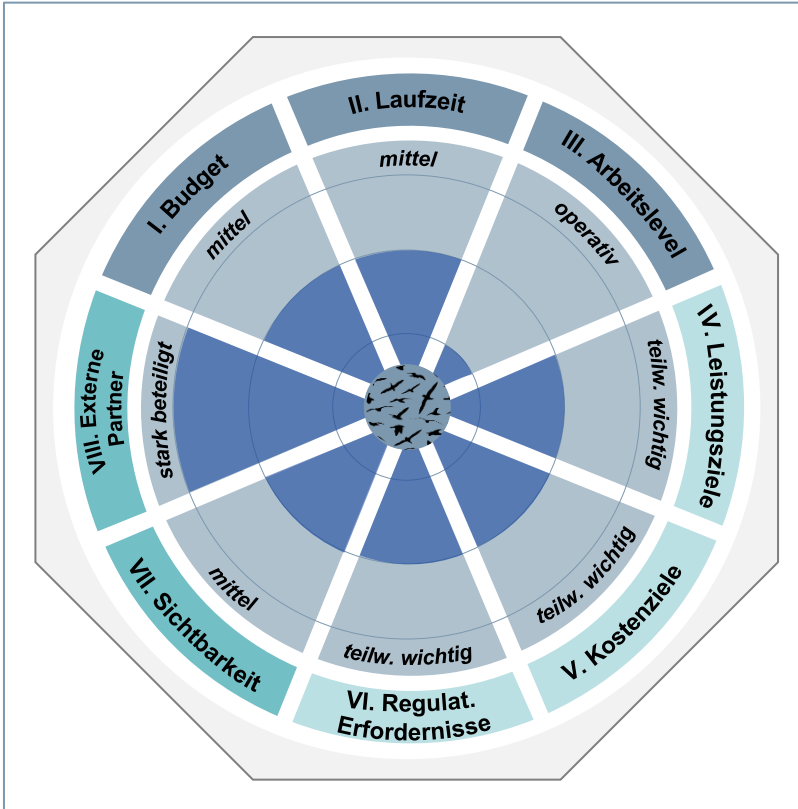 I. Budget
mittel
II. Laufzeit
mittel
III. Arbeitslevel
operativ
IV. Leistungsziele
teilw. wichtig
V. Kostenziele
teilw. wichtig
VI. Regulat.
Erfordernisse
teilw. wichtig
VII. Sichtbarkeit
mittel
VIII. Externe
Partner
stark beteiligt